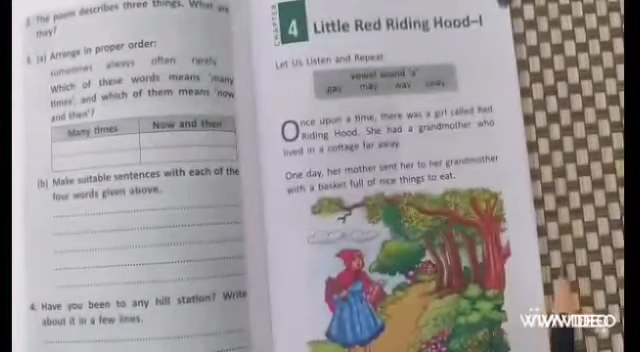 3. The poem describes three things. What are
they?
3. (a) Arrange in proper order:
sometimes always often rarely
Which of these words means 'many
times', and which of them means 'now
and then'?
Many times Now and then
(b) Make suitable sentences with each of the
four words given above.
4. Have you been to any hill station? Write
about it in a few lines.
CHAPTER
4
Little Red Riding Hood–I
Let Us Listen and Repeat
vowel sound 'a'
gay may way away
Once upon a time, there was a girl called Red
Riding Hood. She had a grandmother who
lived in a cottage far away.
One day, her mother sent her to her grandmother
with a basket full of nice things to eat.